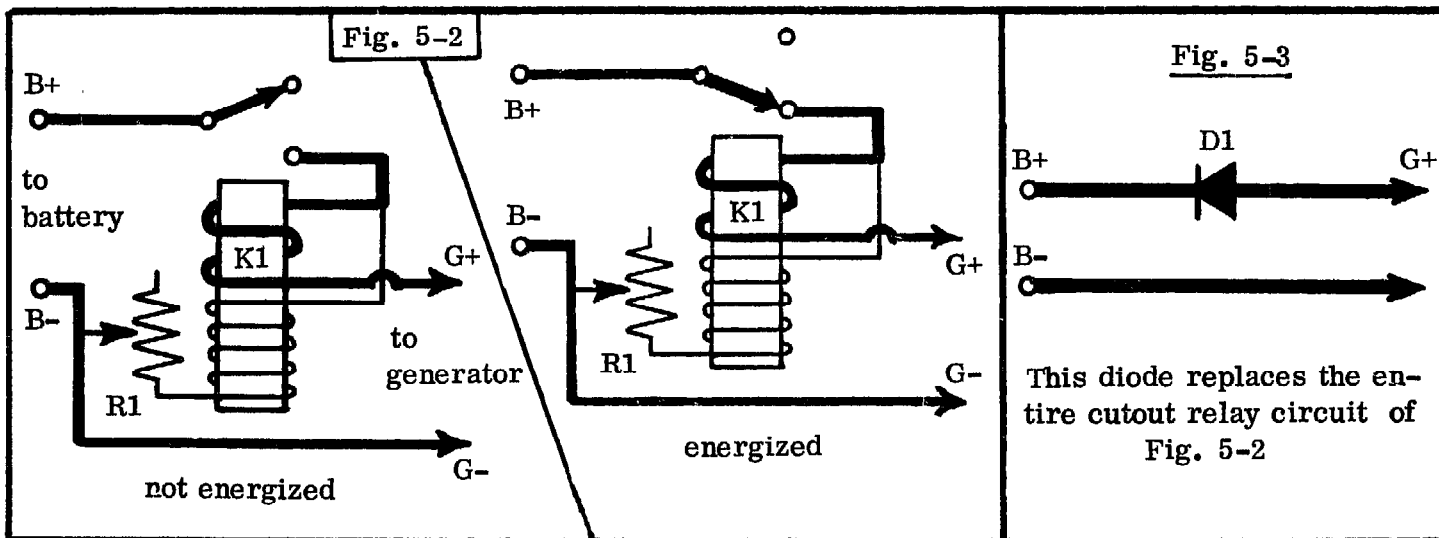 Fig. 5-2
B+
to
battery
B-
K1
R1
G+
to
generator
G-
not energized
B+
B-
K1
R1
G+
G-
energized
Fig. 5-3
D1
B+
G+
B-
This diode replaces the en-
tire cutout relay circuit of
Fig. 5-2